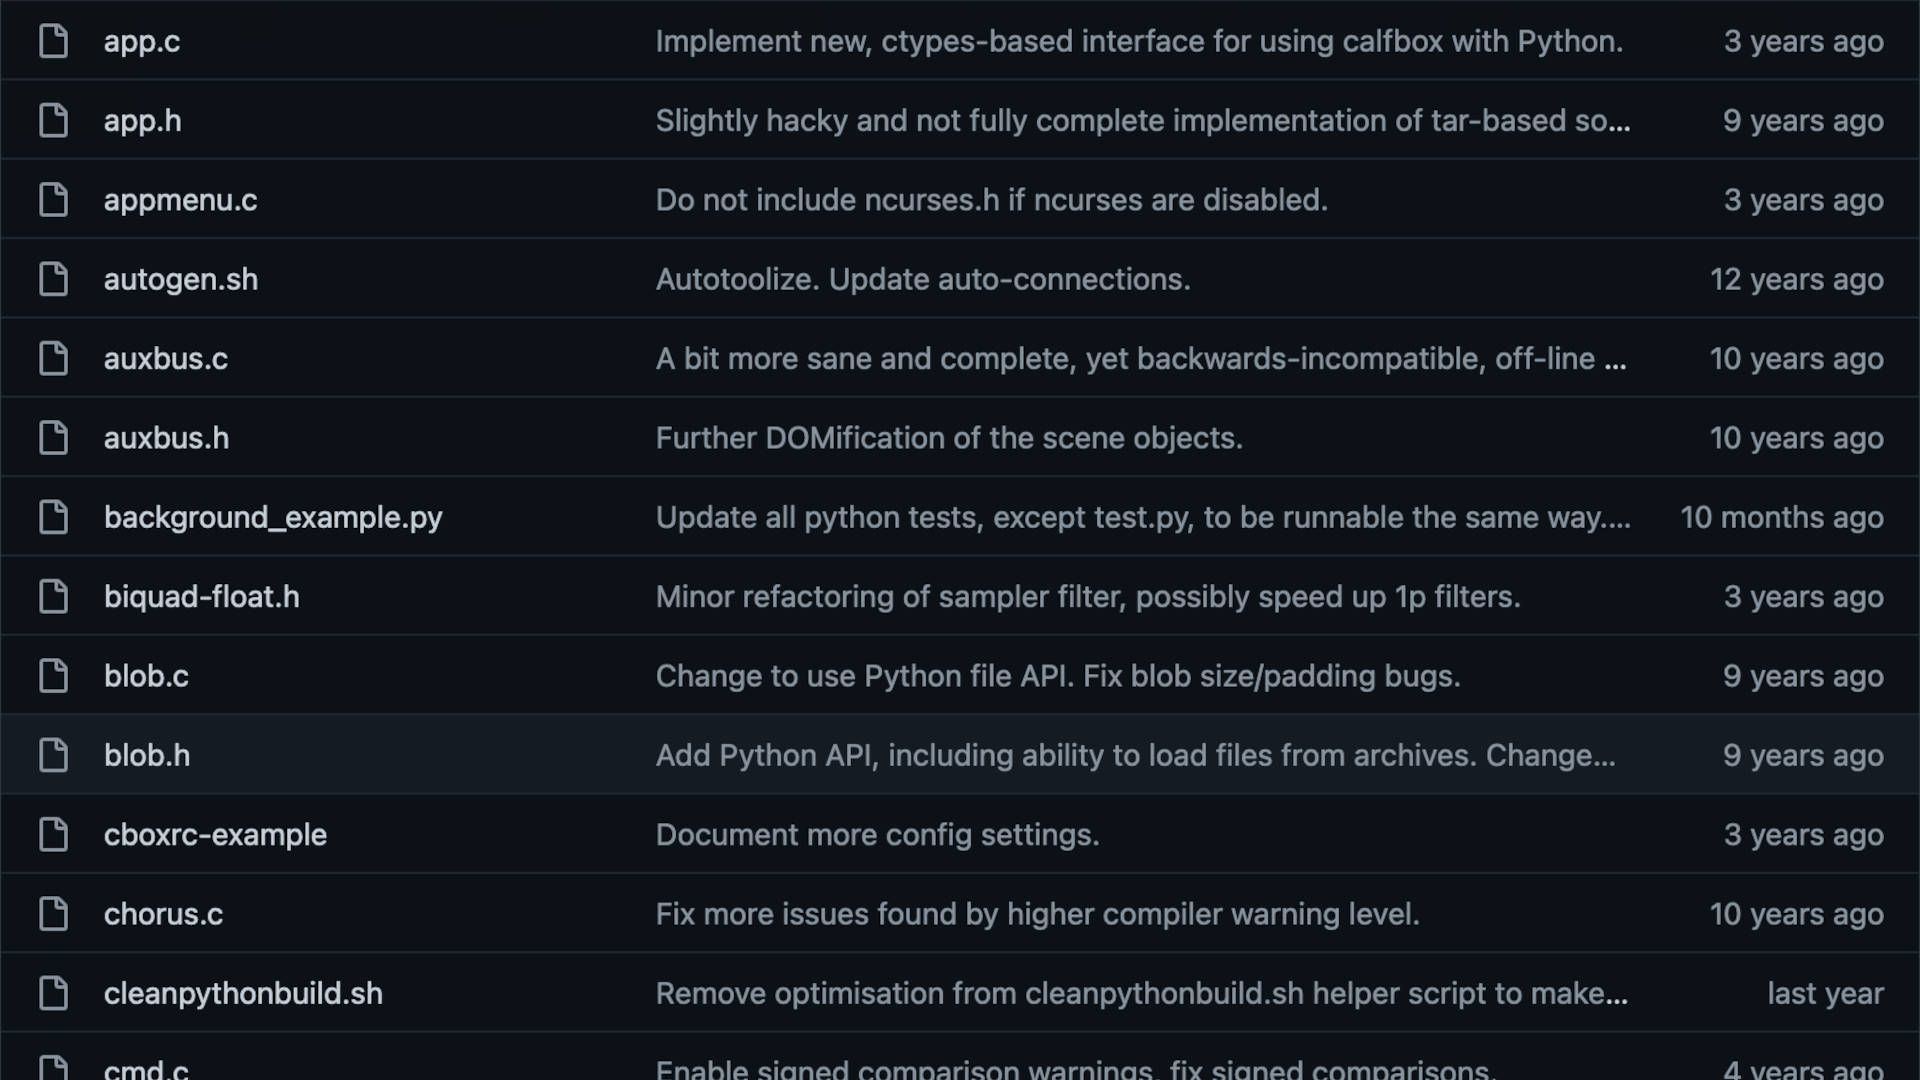 app.c Implement new, ctypes-based interface for using calfbox with Python. 3 years ago
app.h Slightly hacky and not fully complete implementation of tar-based so... 9 years ago
appmenu.c Do not include ncurses.h if ncurses are disabled. 3 years ago
autogen.sh Autotoolize. Update auto-connections. 12 years ago
auxbus.c A bit more sane and complete, yet backwards-incompatible, off-line ... 10 years ago
auxbus.h Further DOMification of the scene objects. 10 years ago
background_example.py Update all python tests, except test.py, to be runnable the same way.... 10 months ago
biquad-float.h Minor refactoring of sampler filter, possibly speed up 1p filters. 3 years ago
blob.c Change to use Python file API. Fix blob size/padding bugs. 9 years ago
blob.h Add Python API, including ability to load files from archives. Change... 9 years ago
cboxrc-example Document more config settings. 3 years ago
chorus.c Fix more issues found by higher compiler warning level. 10 years ago
cleanpythonbuild.sh Remove optimisation from cleanpythonbuild.sh helper script to make... last year
cmd.c Enable signed comparison warnings, fix signed comparisons. 4 years ago